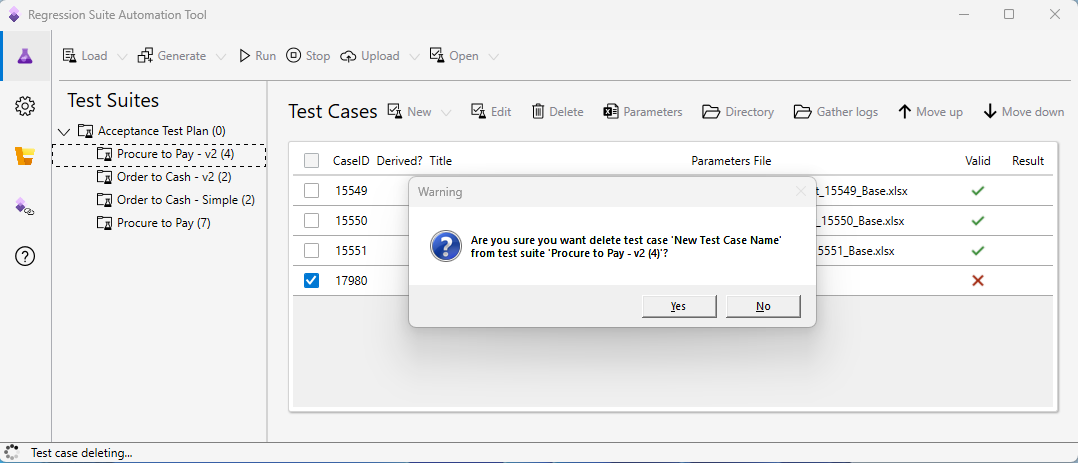 Regression Suite Automation Tool
Load Generate Run Stop Upload Open
Test Suites
Acceptance Test Plan (0)
Procure to Pay - v2 (4)
Order to Cash - v2 (2)
Order to Cash - Simple (2)
Procure to Pay (7)
Test Cases New Edit Delete Parameters Directory Gather logs Move up Move down
CaseID Derived? Title Parameters File Valid Result
15549 _15549_Base.xlsx
15550 _15550_Base.xlsx
15551 5551_Base.xlsx
17980
Warning
Are you sure you want delete test case 'New Test Case Name'
from test suite 'Procure to Pay - v2 (4)'?
Yes No
Test case deleting...